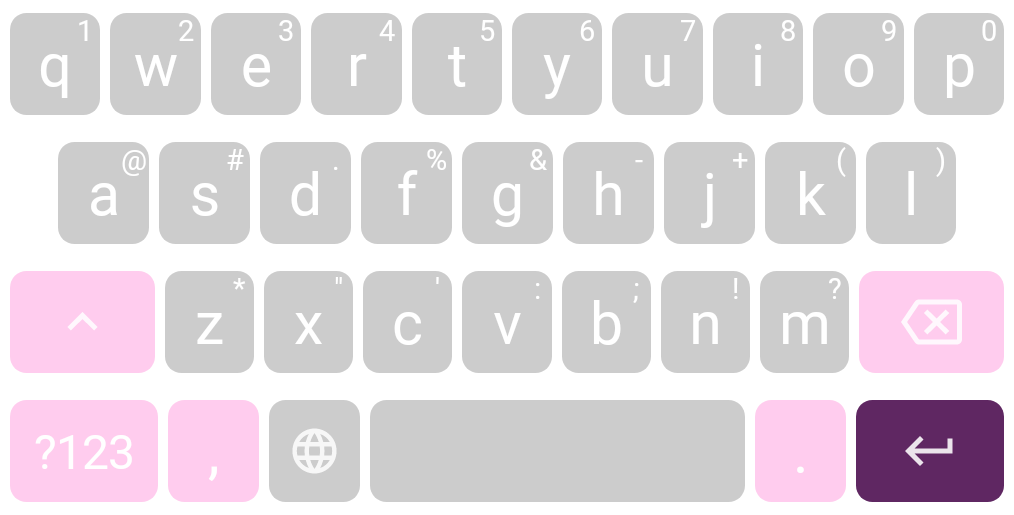 q 1 w 2 e 3 r 4 t 5 y 6 u 7 i 8 o 9 p 0
a @ s # d . f % g & h - j + k ( l )
z * x " c ' v : b ; n ! m ?
?123 , .